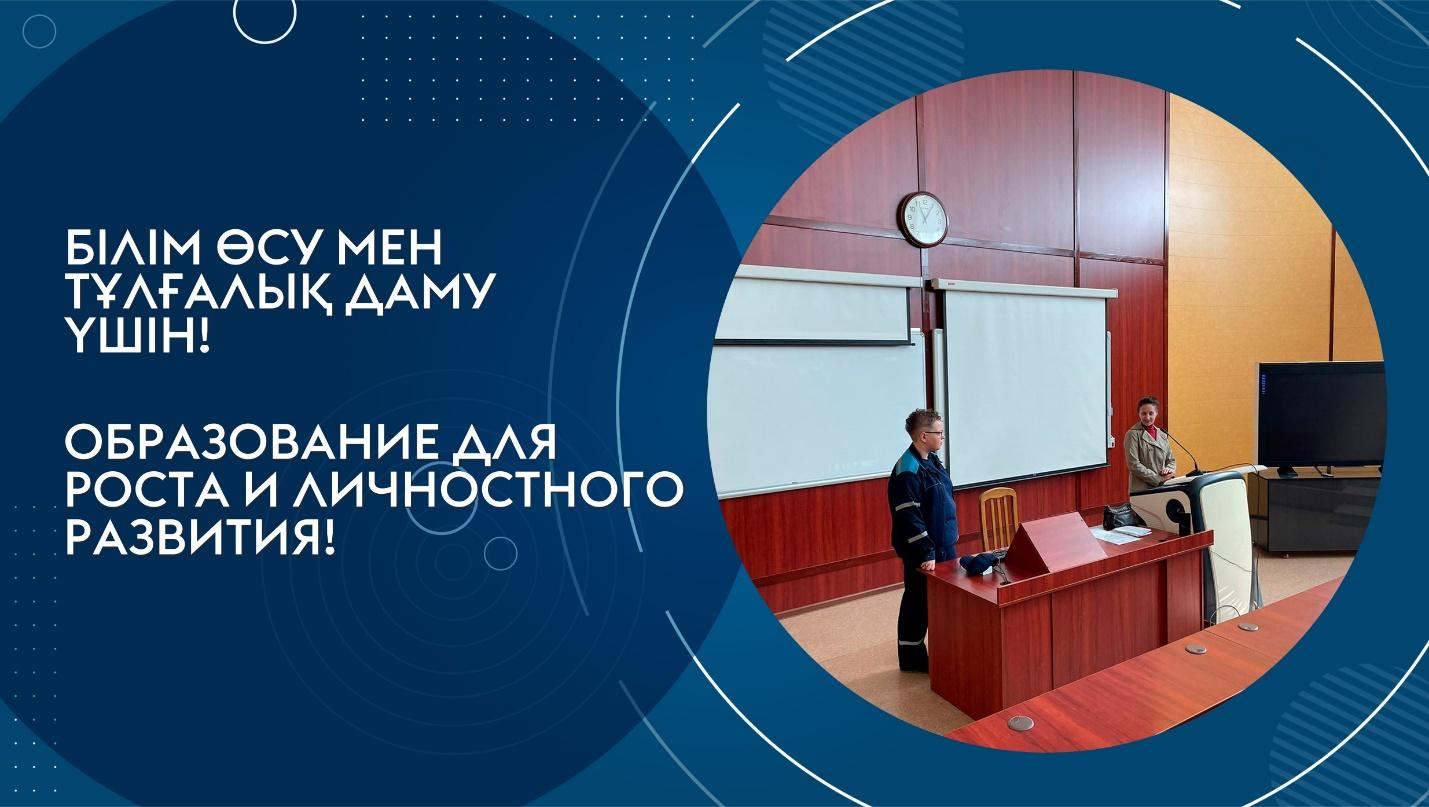 БІЛІМ ӨСУ МЕН
ТҰЛҒАЛЫҚ ДАМУ
ҮШІН!
ОБРАЗОВАНИЕ ДЛЯ
РОСТА И ЛИЧНОСТНОГО
РАЗВИТИЯ!